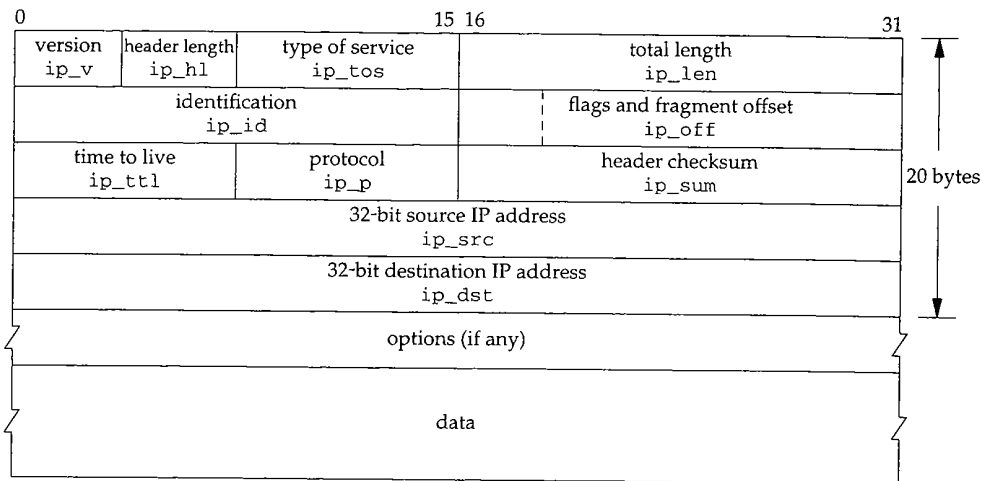 0 15 16 31
version header length type of service total length
ip_v ip_hl ip_tos ip_len
identification flags and fragment offset
ip_id ip_off
time to live protocol header checksum
ip_ttl ip_p ip_sum
20 bytes
32-bit source IP address
ip_src
32-bit destination IP address
ip_dst
options (if any)
data